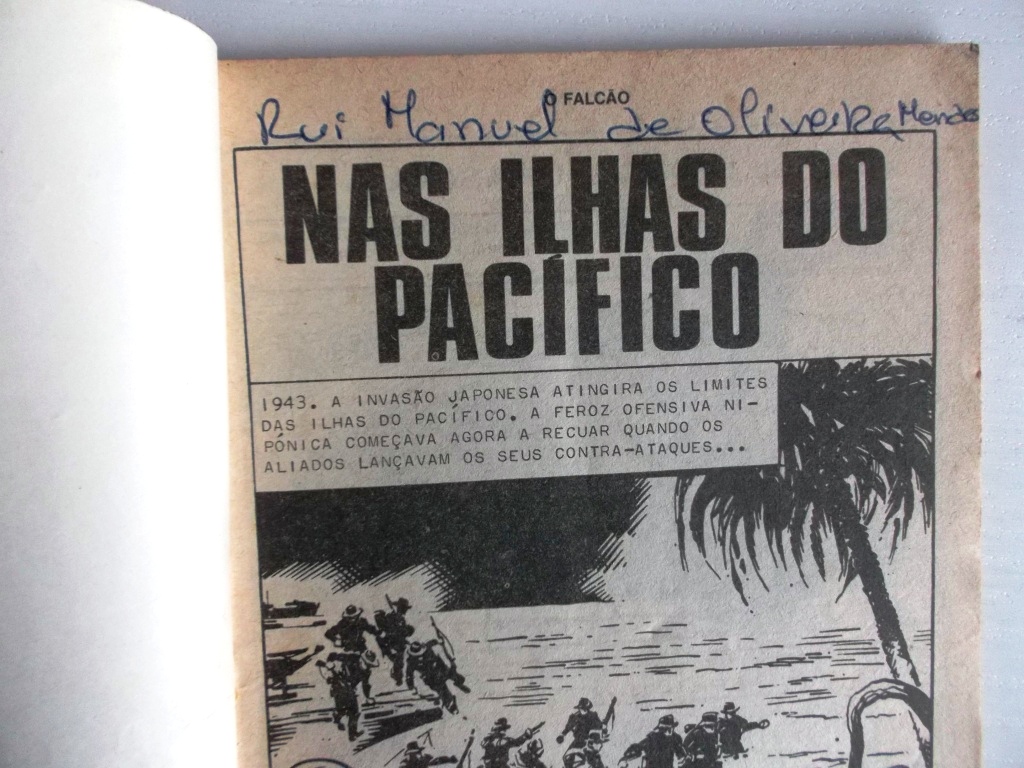 O FALCÃO
Rui Manuel de Oliveira Mendes
NAS ILHAS DO
PACÍFICO
1943. A INVASÃO JAPONESA ATINGIRA OS LIMITES
DAS ILHAS DO PACÍFICO. A FEROZ OFENSIVA NI-
PÓNICA COMEÇAVA AGORA A RECUAR QUANDO OS
ALIADOS LANÇAVAM OS SEUS CONTRA-ATAQUES...